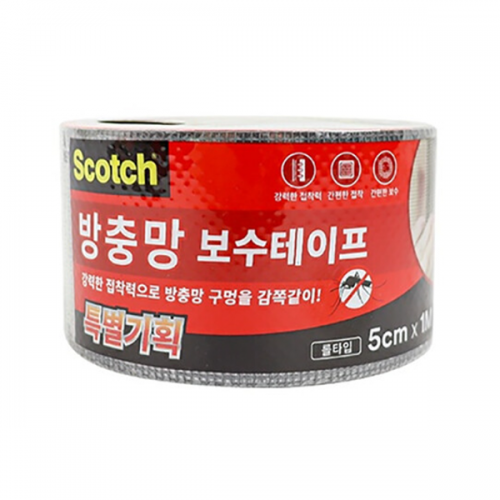 Scotch
강력한 접착력 간편한 접착 간편한 보수
방충망 보수테이프
강력한 접착력으로 방충망 구멍을 감쪽같이!
특별기획
롤타입 5cm x 1M